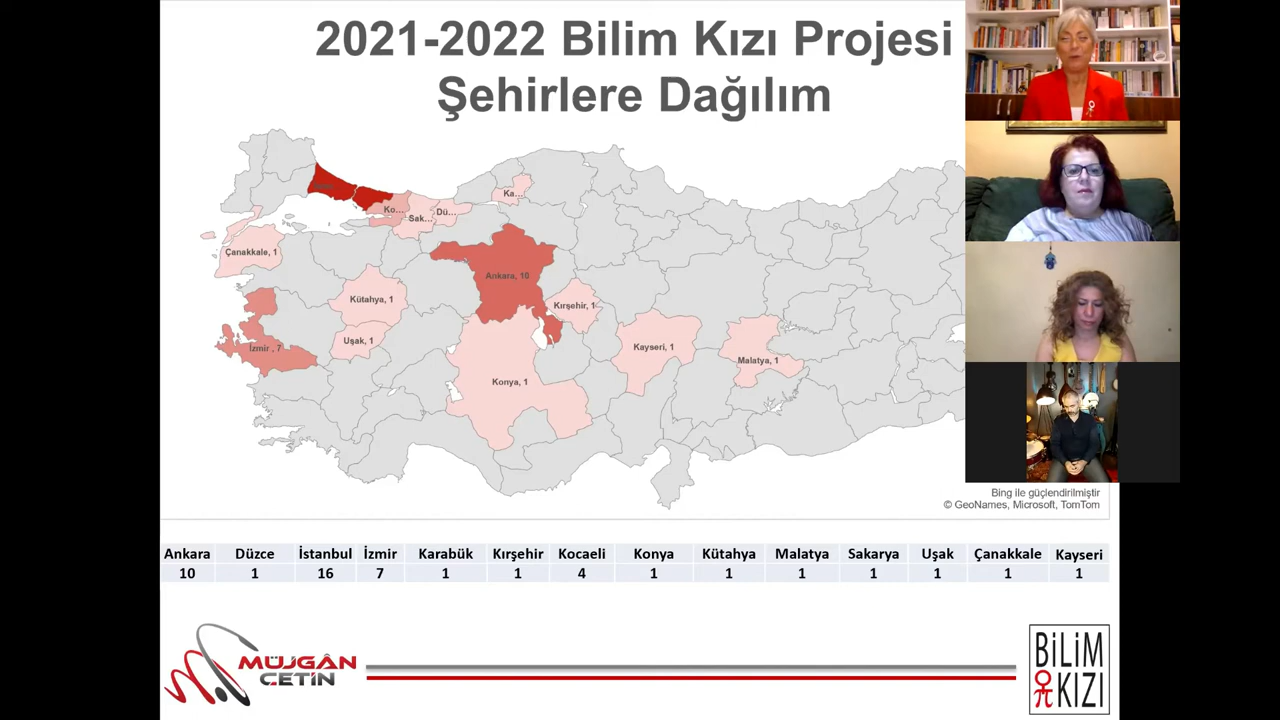 2021-2022 Bilim Kızı Projesi
Şehirlere Dağılım
Ka...
Ko...
Sak...
Dü...
Çanakkale, 1
Ankara, 10
Kütahya, 1
Kırşehir, 1
Uşak, 1
İzmir , 7
Kayseri, 1
Malatya, 1
Konya, 1
Bing ile güçlendirilmiştir
© GeoNames, Microsoft, TomTom
Ankara Düzce İstanbul İzmir Karabük Kırşehir Kocaeli Konya Kütahya Malatya Sakarya Uşak Çanakkale Kayseri
10 1 16 7 1 1 4 1 1 1 1 1 1 1
MÜJGÂN
ÇETİN
BİLİM
KIZI